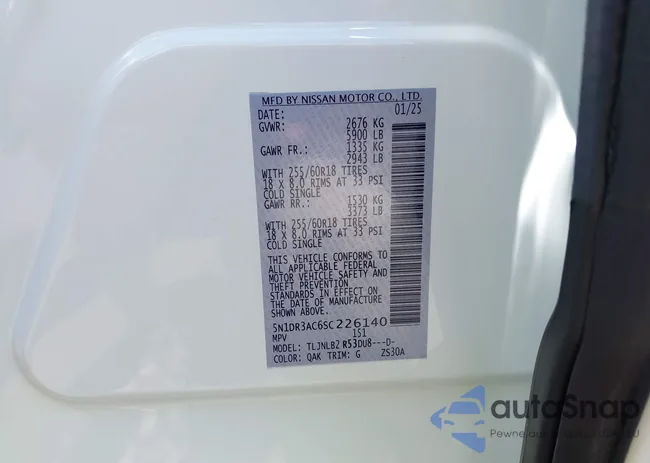 MFD BY NISSAN MOTOR CO., LTD.
DATE: 01/25
GVWR: 2676 KG
5900 LB
GAWR FR.: 1335 KG
2943 LB
WITH 255/60R18 TIRES
18 X 8.0 RIMS AT 33 PSI
COLD SINGLE
GAWR RR.: 1530 KG
3373 LB
WITH 255/60R18 TIRES
18 X 8.0 RIMS AT 33 PSI
COLD SINGLE
THIS VEHICLE CONFORMS TO
ALL APPLICABLE FEDERAL
MOTOR VEHICLE SAFETY AND
THEFT PREVENTION
STANDARDS IN EFFECT ON
THE DATE OF MANUFACTURE
SHOWN ABOVE
5N1DR3AC6SC226140
MPV 151
MODEL: TLJNLB2 R53DU8---D-
COLOR: QAK TRIM: G ZS30A
autoSnap
Pewne auto